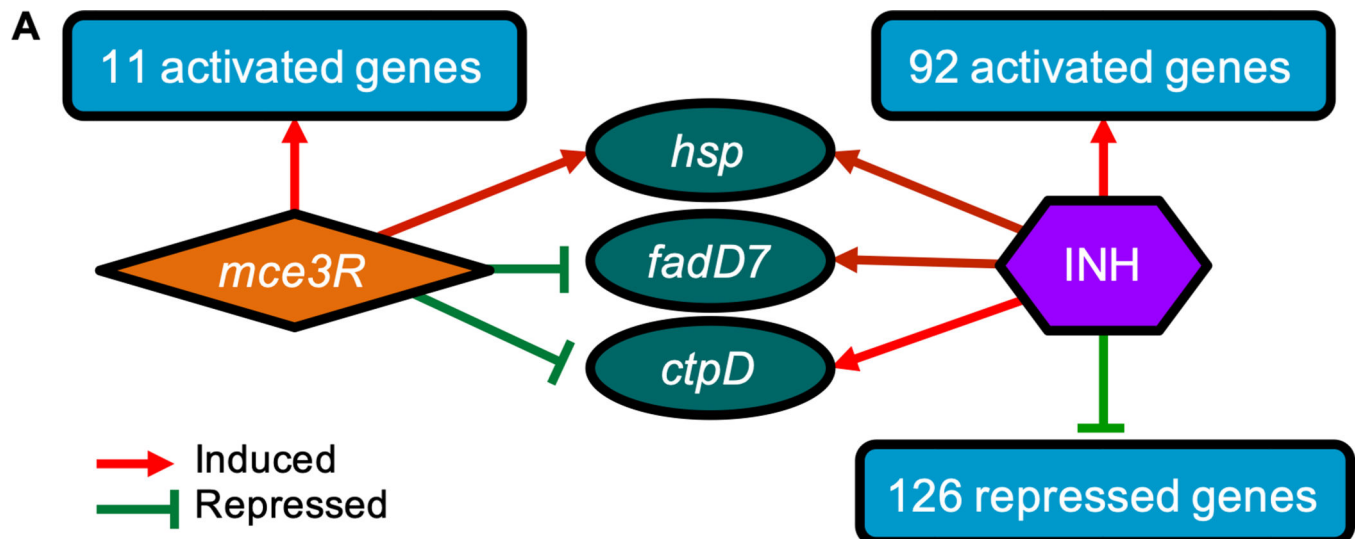 A
11 activated genes
92 activated genes
hsp
mce3R
fadD7
INH
ctpD
Induced
Repressed
126 repressed genes